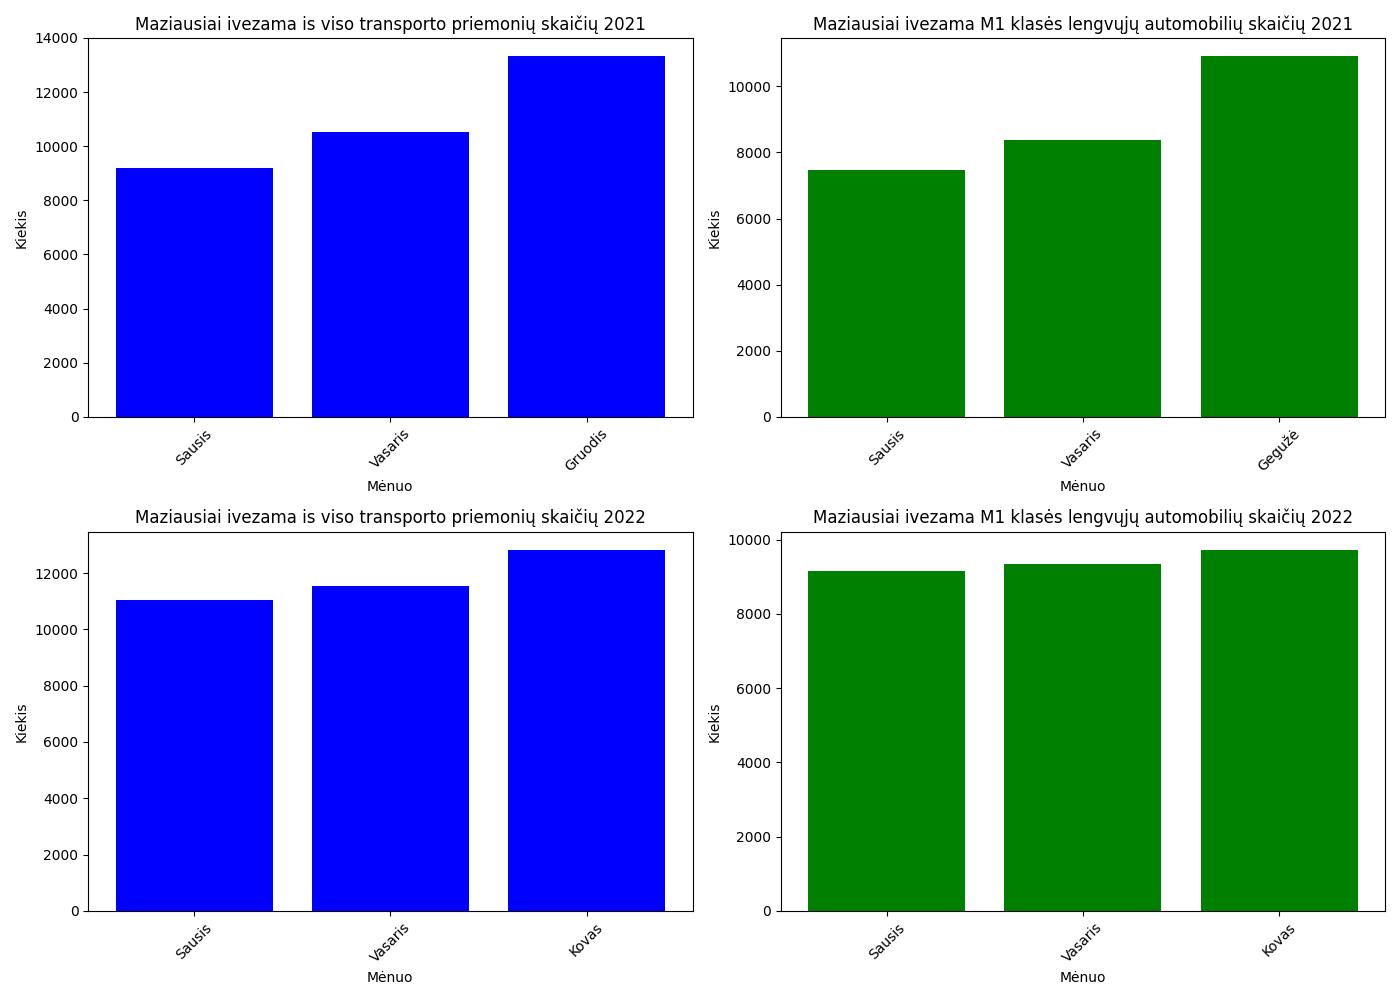 Maziausiai ivezama is viso transporto priemonių skaičių 2021
14000
12000
10000
8000
6000
4000
2000
0
Kiekis
Sausis
Vasaris
Gruodis
Mėnuo
Maziausiai ivezama M1 klasės lengvųjų automobilių skaičių 2021
10000
8000
6000
4000
2000
0
Kiekis
Sausis
Vasaris
Gegužė
Mėnuo
Maziausiai ivezama is viso transporto priemonių skaičių 2022
12000
10000
8000
6000
4000
2000
0
Kiekis
Sausis
Vasaris
Kovas
Mėnuo
Maziausiai ivezama M1 klasės lengvųjų automobilių skaičių 2022
10000
8000
6000
4000
2000
0
Kiekis
Sausis
Vasaris
Kovas
Mėnuo